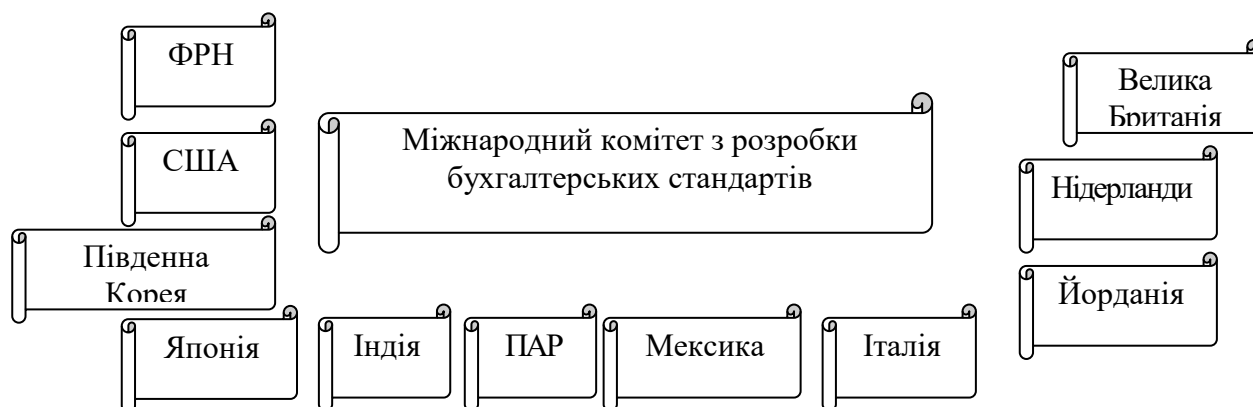 ФРН
США
Південна
Корея
Міжнародний комітет з розробки
бухгалтерських стандартів
Велика
Британія
Нідерланди
Йорданія
Японія
Індія
ПАР
Мексика
Італія